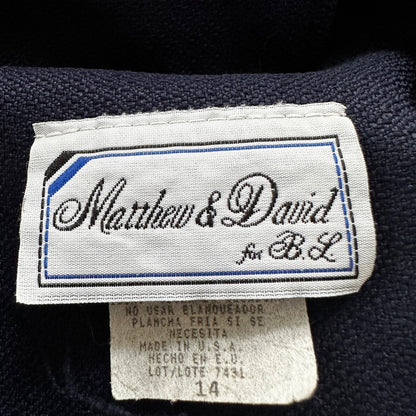 Matthew & David
for B.L.
NO USAR BLANQUEADOR
PLANCHA FRIA SI SE
NECESITA
MADE IN U.S.A.
HECHO EN E.U.
LOT/LOTE 7431
14